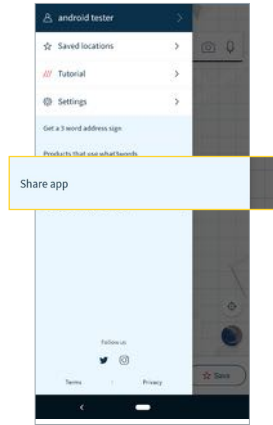 android tester
Saved locations
Tutorial
Settings
Get a 3 word address sign
Products that use what3words
Share app
Follow us
Terms
Privacy
Save